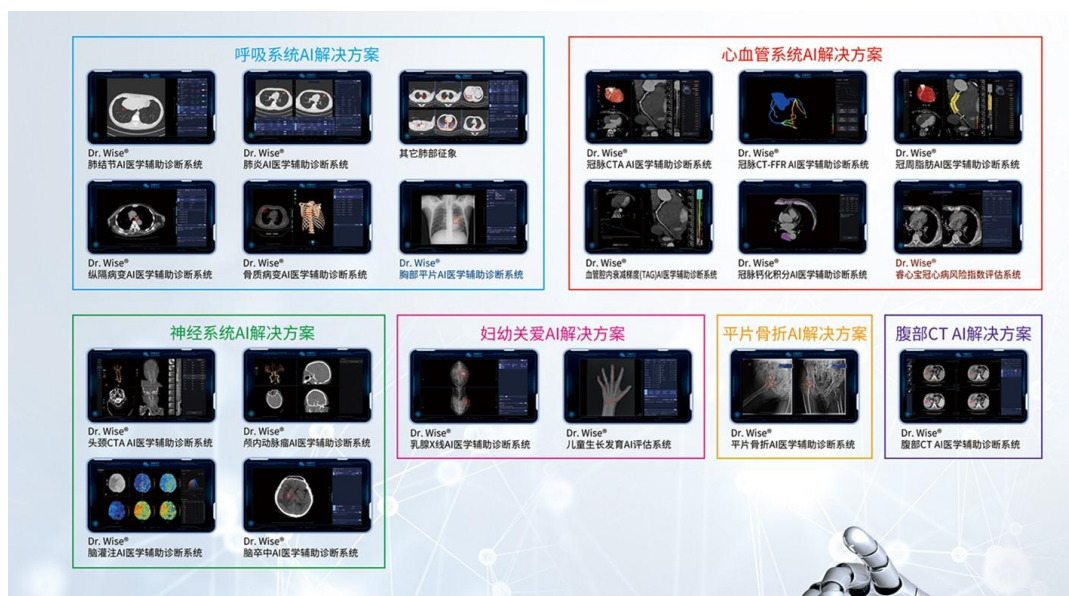 呼吸系统AI解决方案
Dr. Wise®
肺结节AI医学辅助诊断系统
Dr. Wise®
肺炎AI医学辅助诊断系统
其它肺部征象
Dr. Wise®
纵隔病变AI医学辅助诊断系统
Dr. Wise®
骨质病变AI医学辅助诊断系统
Dr. Wise®
胸部平片AI医学辅助诊断系统
心血管系统AI解决方案
Dr. Wise®
冠脉CTA AI医学辅助诊断系统
Dr. Wise®
冠脉CT-FFR AI医学辅助诊断系统
Dr. Wise®
冠周脂肪AI医学辅助诊断系统
Dr. Wise®
血管腔内衰减梯度(TAG)AI医学辅助诊断系统
Dr. Wise®
冠脉钙化积分AI医学辅助诊断系统
Dr. Wise®
睿心宝冠心病风险指数评估系统
神经系统AI解决方案
Dr. Wise®
头颈CTA AI医学辅助诊断系统
Dr. Wise®
颅内动脉瘤AI医学辅助诊断系统
Dr. Wise®
脑灌注AI医学辅助诊断系统
Dr. Wise®
脑卒中AI医学辅助诊断系统
妇幼关爱AI解决方案
Dr. Wise®
乳腺X线AI医学辅助诊断系统
Dr. Wise®
儿童生长发育AI评估系统
平片骨折AI解决方案
Dr. Wise®
平片骨折AI医学辅助诊断系统
腹部CT AI解决方案
Dr. Wise®
腹部CT AI医学辅助诊断系统